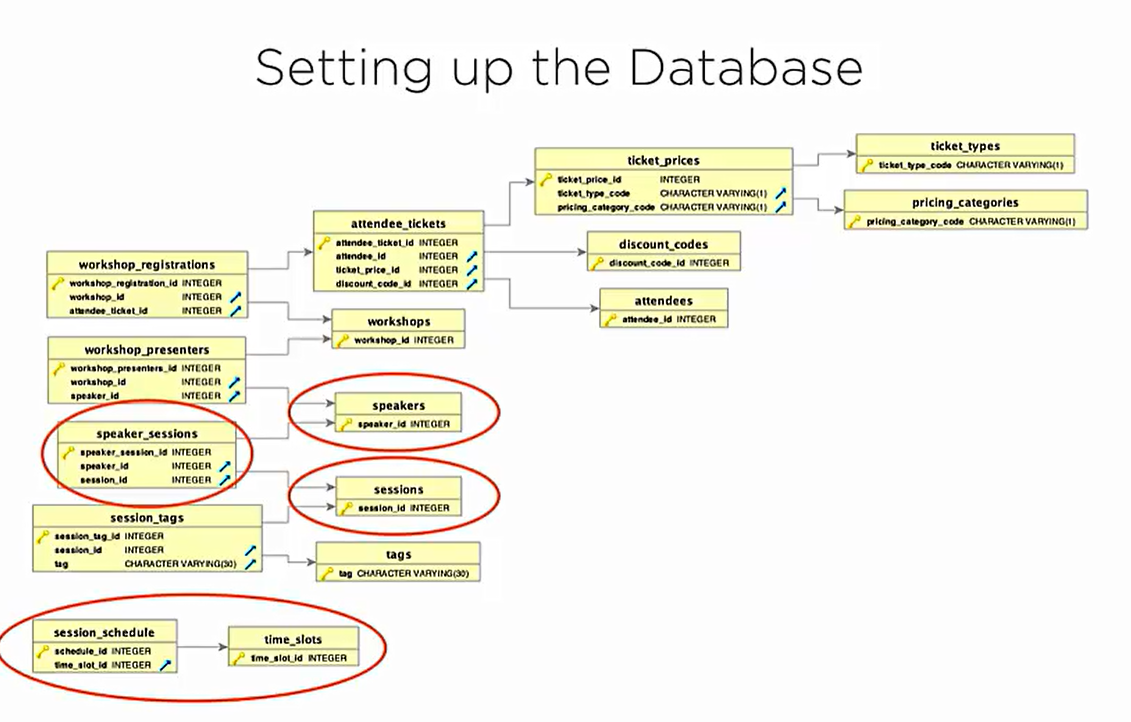 Setting up the Database
ticket_types
ticket_type_code CHARACTER VARYING(1)
ticket_prices
ticket_price_id INTEGER
ticket_type_code CHARACTER VARYING(1)
pricing_category_code CHARACTER VARYING(1)
pricing_categories
pricing_category_code CHARACTER VARYING(1)
attendee_tickets
attendee_ticket_id INTEGER
attendee_id INTEGER
ticket_price_id INTEGER
discount_code_id INTEGER
discount_codes
discount_code_id INTEGER
attendees
attendee_id INTEGER
workshop_registrations
workshop_registration_id INTEGER
workshop_id INTEGER
attendee_ticket_id INTEGER
workshops
workshop_id INTEGER
workshop_presenters
workshop_presenters_id INTEGER
workshop_id INTEGER
speaker_id INTEGER
speakers
speaker_id INTEGER
speaker_sessions
speaker_session_id INTEGER
speaker_id INTEGER
session_id INTEGER
sessions
session_id INTEGER
session_tags
session_tag_id INTEGER
session_id INTEGER
tag CHARACTER VARYING(30)
tags
tag CHARACTER VARYING(30)
session_schedule
schedule_id INTEGER
time_slot_id INTEGER
time_slots
time_slot_id INTEGER